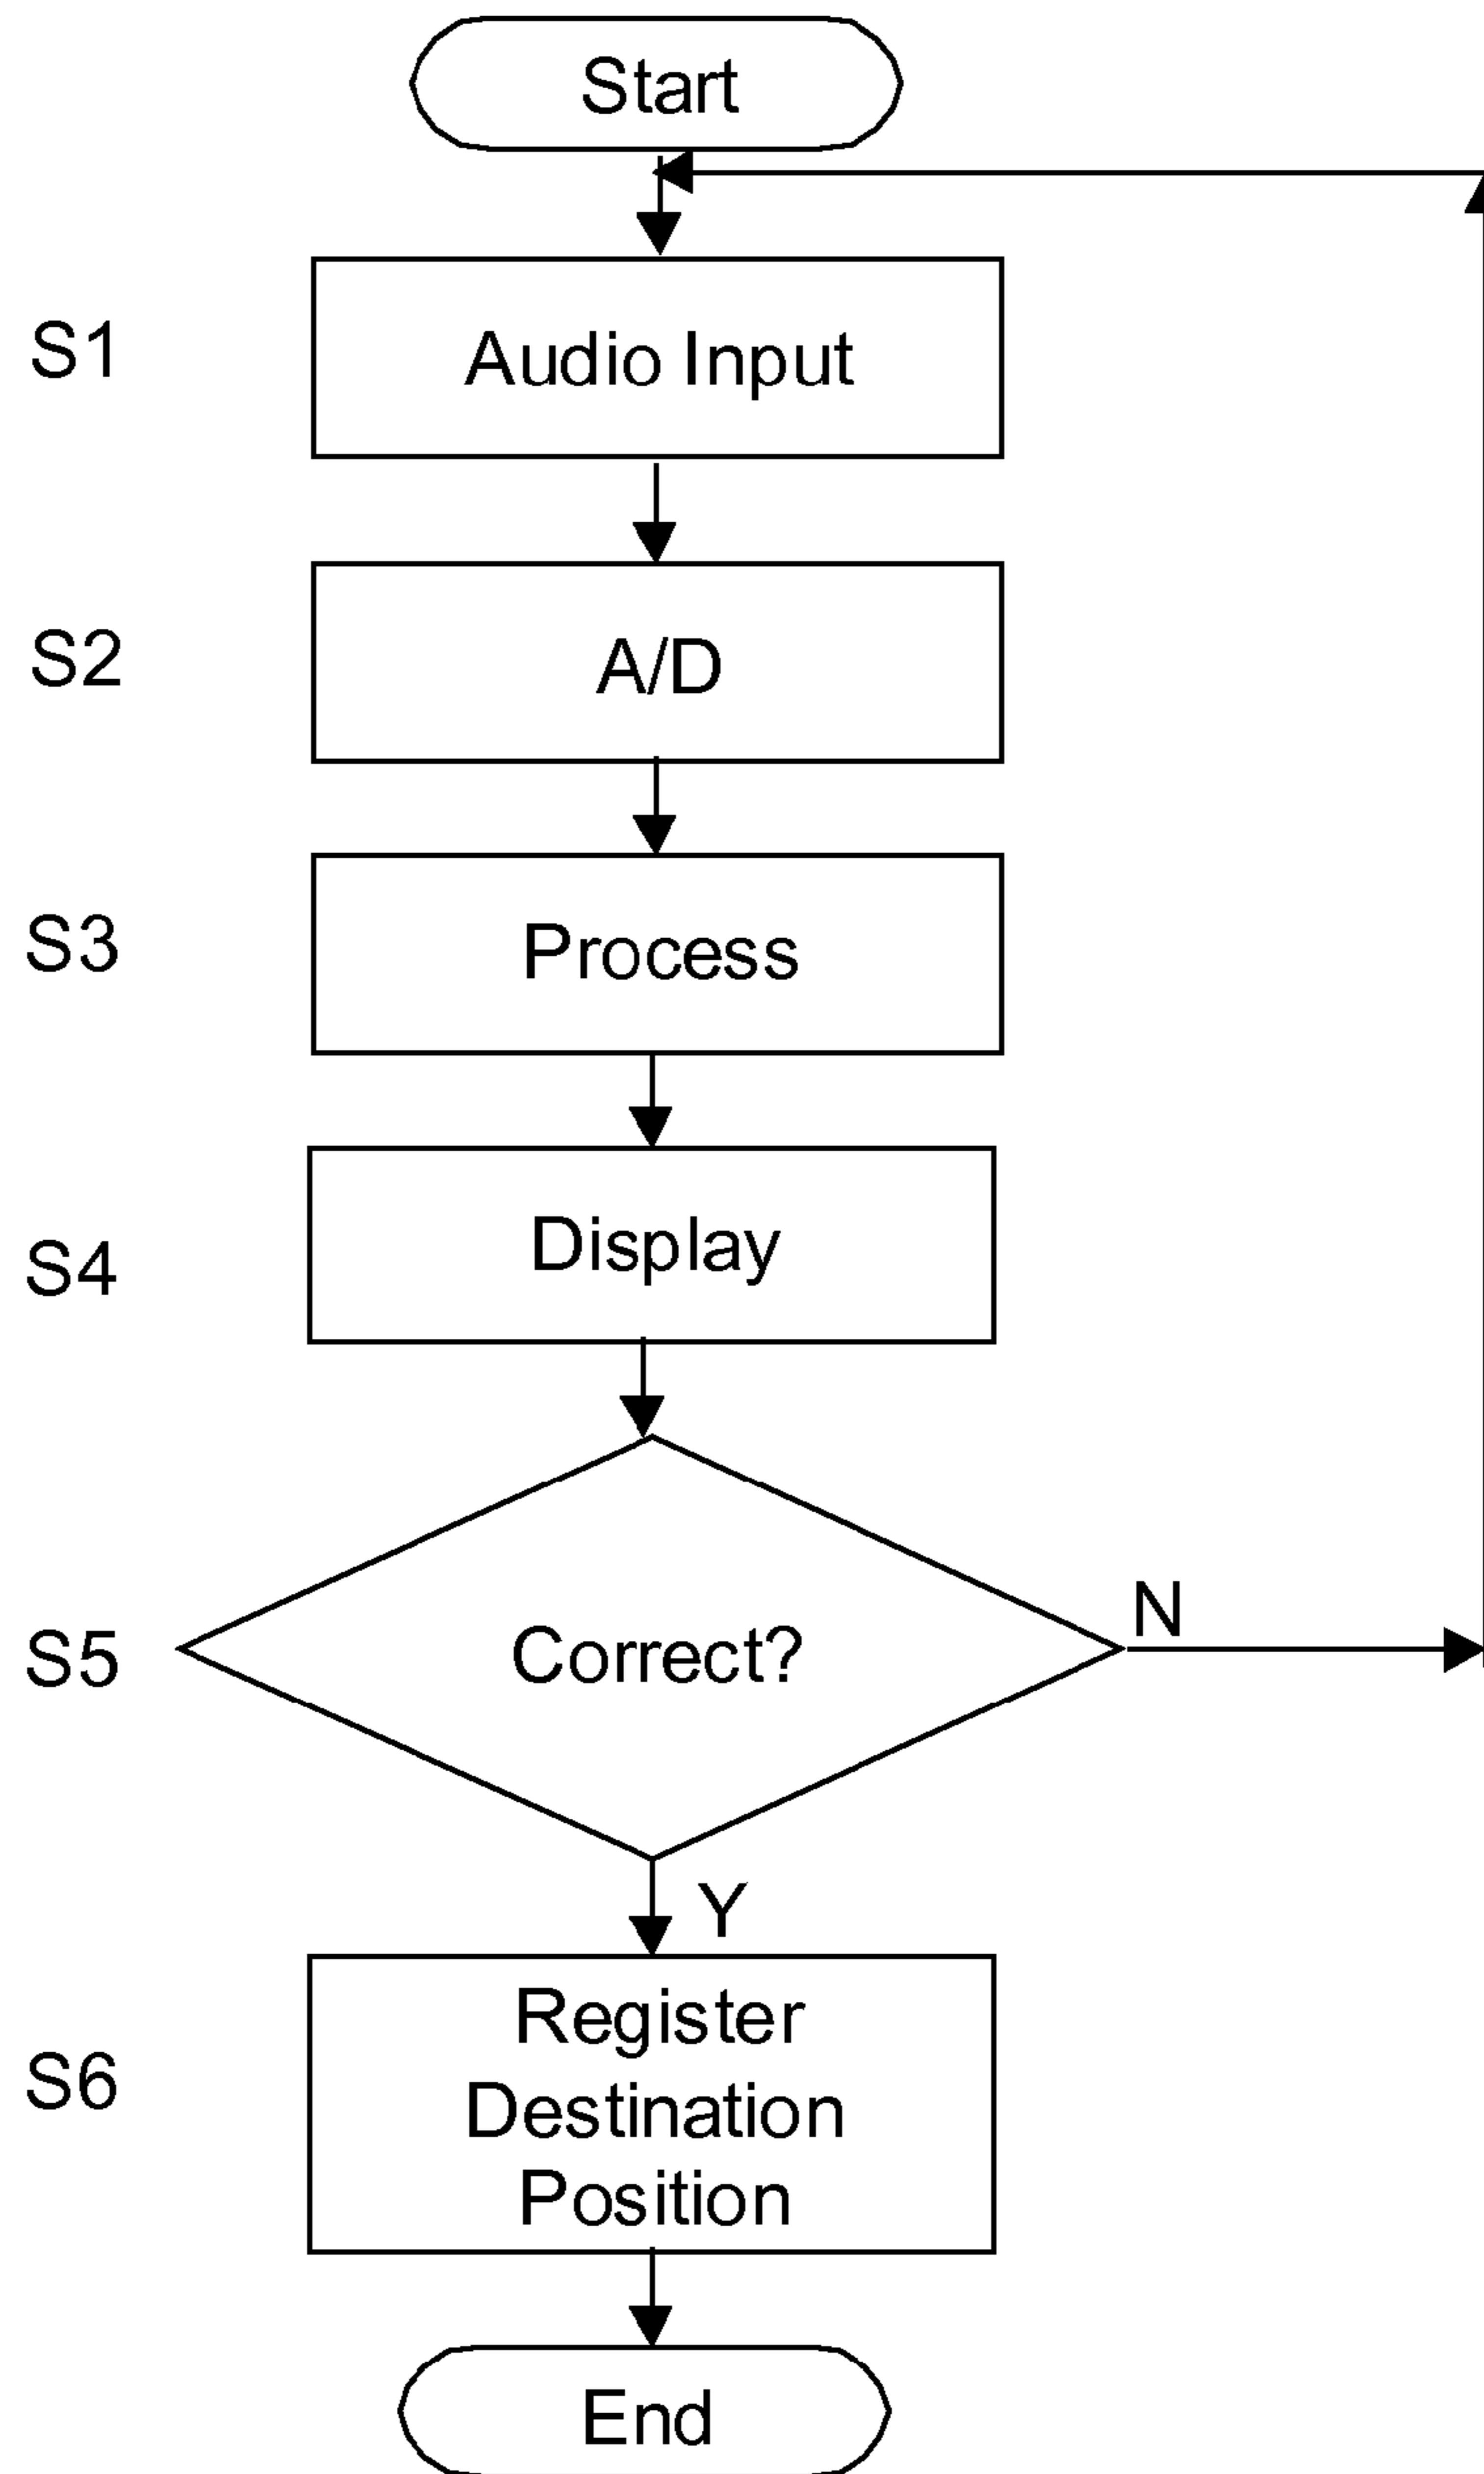 Start
S1
Audio Input
S2
A/D
S3
Process
S4
Display
S5
Correct?
N
Y
S6
Register
Destination
Position
End